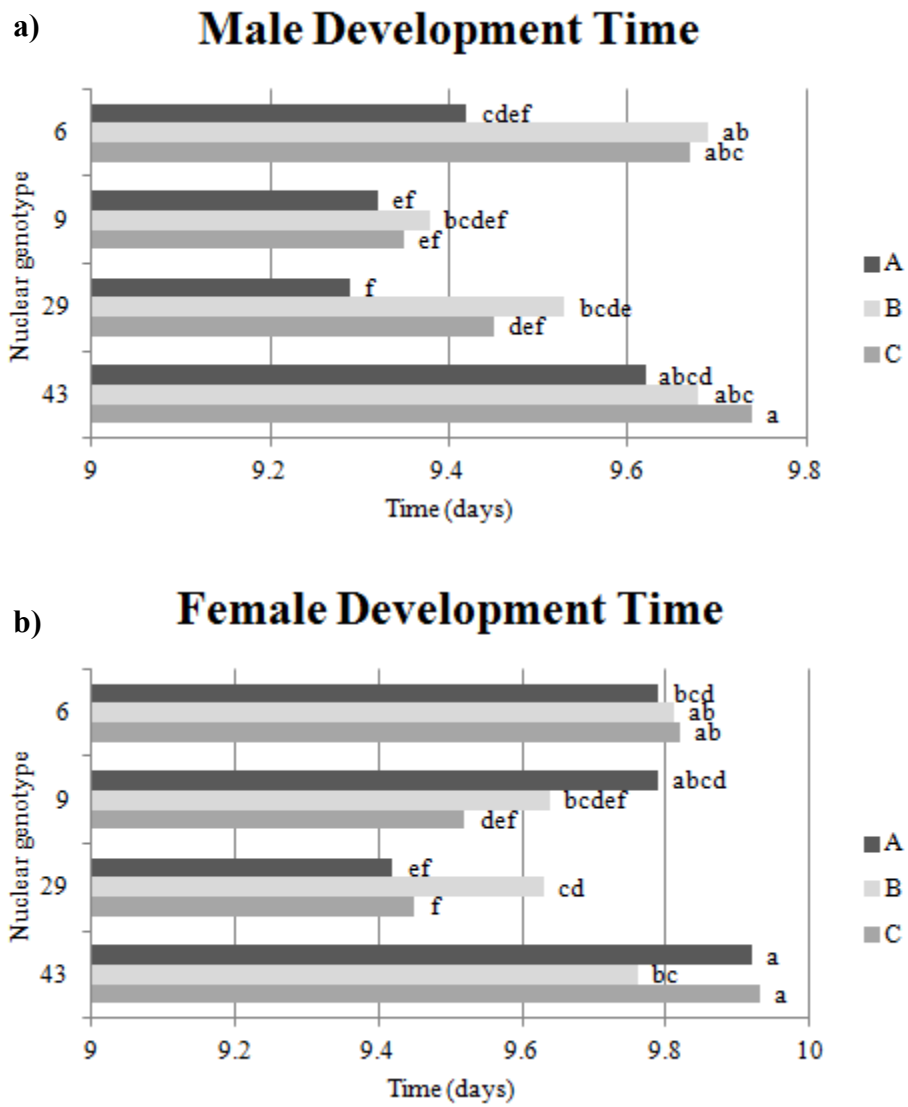 a) Male Development Time
Nuclear genotype
6
cdef
ab
abc
9
ef
bcdef
ef
29
f
bcde
def
43
abcd
abc
a
A
B
C
9 9.2 9.4 9.6 9.8
Time (days)
b) Female Development Time
Nuclear genotype
6
bcd
ab
ab
9
abcd
bcdef
def
29
ef
cd
f
43
a
bc
a
A
B
C
9 9.2 9.4 9.6 9.8 10
Time (days)